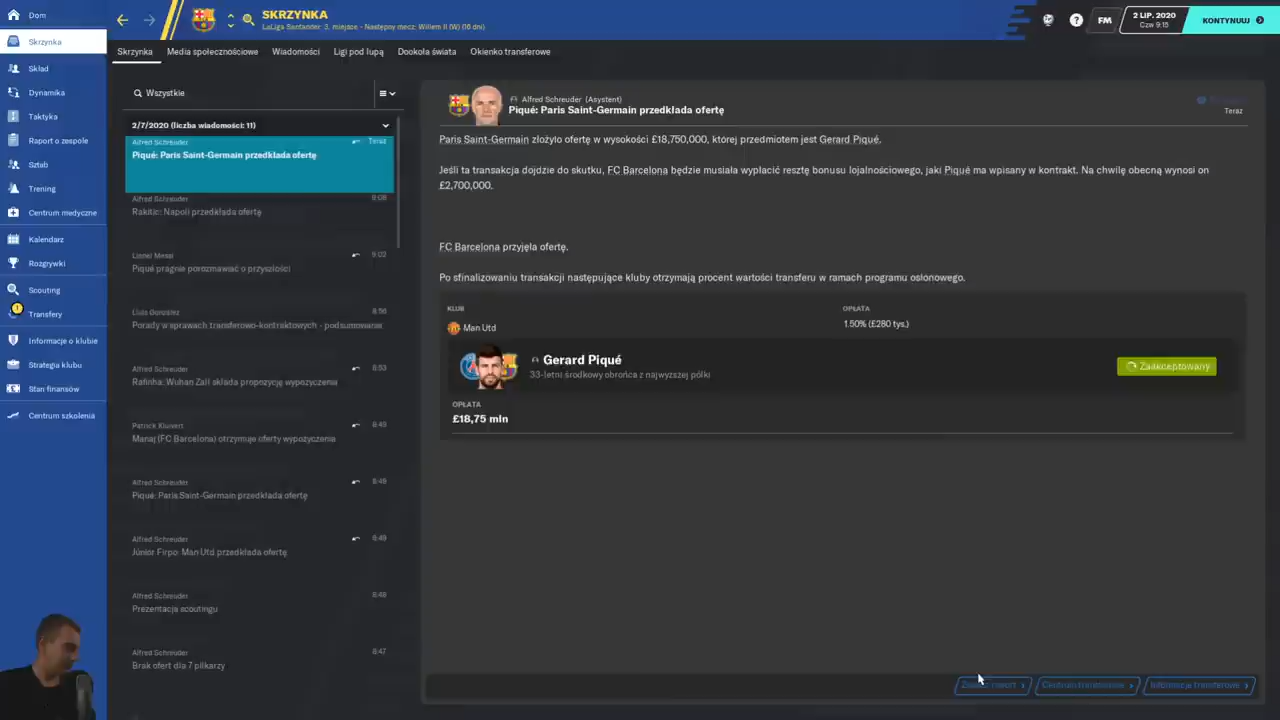 Dom
SKRZYNKA
LaLiga Santander 3. miejsce - Następny mecz: Willem II (W) (16 dni)
FM
2 LIP. 2020
Czw 9:15
KONTYNUUJ
Skrzynka
Skład
Dynamika
Taktyka
Raport o zespole
Sztab
Trening
Centrum medyczne
Kalendarz
Rozgrywki
Scouting
Transfery
Informacje o klubie
Strategia klubu
Stan finansów
Centrum szkolenia
Skrzynka Media społecznościowe Wiadomości Ligi pod lupą Dookoła świata Okienko transferowe
Wszystkie
2/7/2020 (liczba wiadomości: 11)
Alfred Schreuder Teraz
Piqué: Paris Saint-Germain przedkłada ofertę
Alfred Schreuder 9:08
Rakitic: Napoli przedkłada ofertę
Lionel Messi 9:02
Piqué pragnie porozmawiać o przyszłości
Lluis González 8:56
Porady w sprawach transferowo-kontraktowych - podsumowanie
Alfred Schreuder 8:53
Rafinha: Wuhan Zall składa propozycję wypożyczenia
Patrick Kluivert 8:49
Manaj (FC Barcelona) otrzymuje oferty wypożyczenia
Alfred Schreuder 8:49
Piqué: Paris Saint-Germain przedkłada ofertę
Alfred Schreuder 8:49
Júnior Firpo: Man Utd przedkłada ofertę
Alfred Schreuder 8:48
Prezentacja scoutingu
Alfred Schreuder 8:47
Brak ofert dla 7 piłkarzy
Alfred Schreuder (Asystent)
Piqué: Paris Saint-Germain przedkłada ofertę
Teraz
Paris Saint-Germain złożyło ofertę w wysokości £18,750,000, której przedmiotem jest Gerard Piqué.
Jeśli ta transakcja dojdzie do skutku, FC Barcelona będzie musiała wypłacić resztę bonusu lojalnościowego, jaki Piqué ma wpisany w kontrakt. Na chwilę obecną wynosi on
£2,700,000.
FC Barcelona przyjęła ofertę.
Po sfinalizowaniu transakcji następujące kluby otrzymają procent wartości transferu w ramach programu osłonowego.
KLUB OPŁATA
Man Utd 1.50% (£280 tys.)
Gerard Piqué
33-letni środkowy obrońca z najwyższej półki
Zaakceptowany
OPŁATA
£18,75 mln
Centrum transferowe
Informacje transferowe